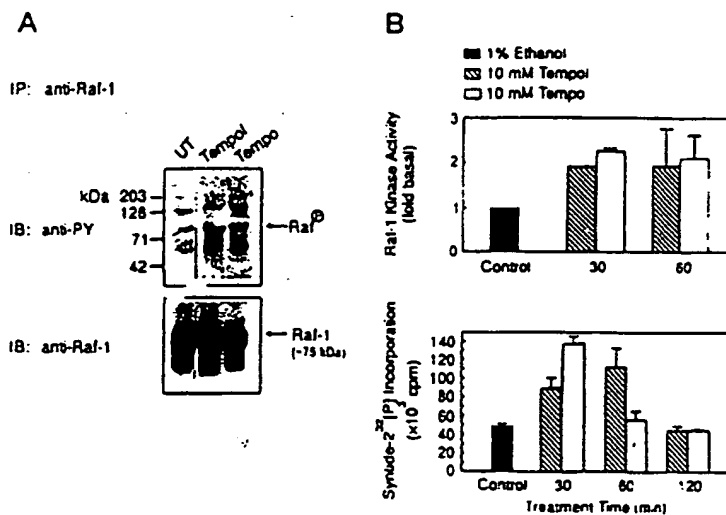 A
IP: anti-Raf-1
UT Tempol Tempo
kDa 203
128
IB: anti-PY
71
42
Raf P
IB: anti-Raf-1
Raf-1
(~75 kDa)
B
1% Ethanol
10 mM Tempol
10 mM Tempo
Raf-1 Kinase Activity
(fold basal)
3
2
1
0
Control 30 60
Syntide-2 32[P] Incorporation
(x103 cpm)
140
120
100
80
60
40
20
0
Control 30 60 120
Treatment Time (min)